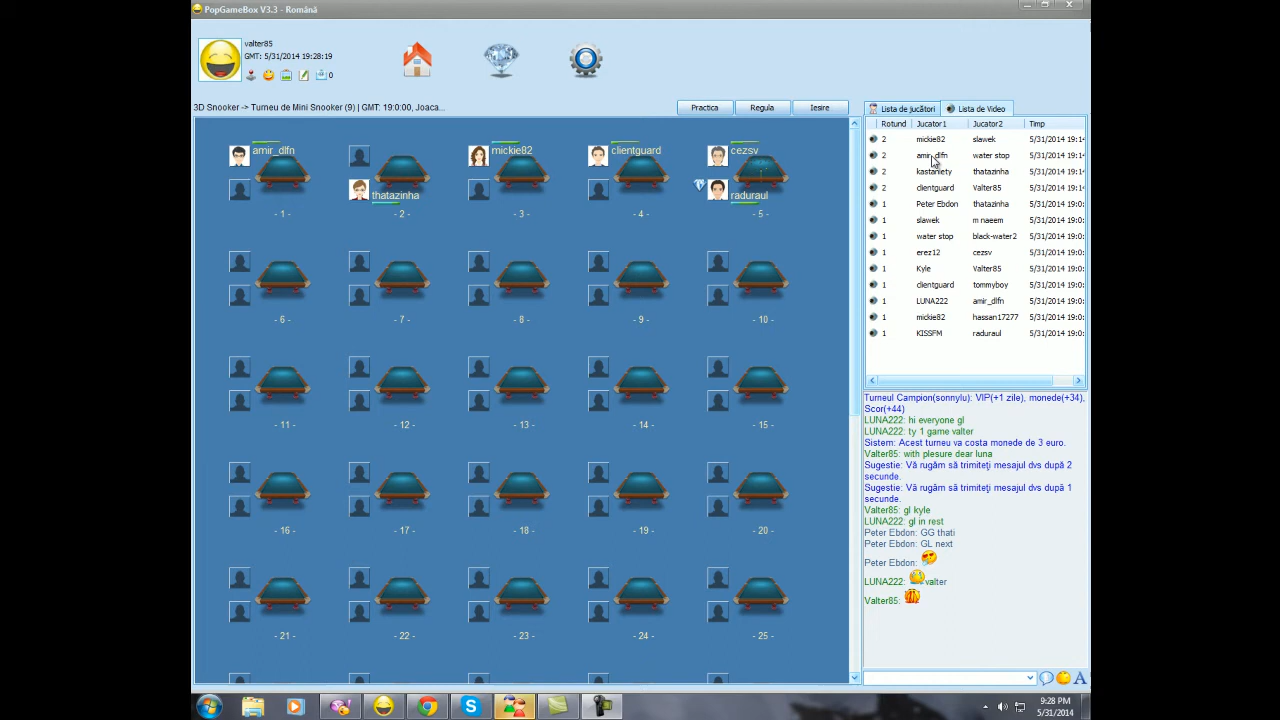 PopGameBox V3.3 - Română
valter85
GMT: 5/31/2014 19:28:19
0
3D Snooker -> Turneu de Mini Snooker (9) | GMT: 19:0:00, Joaca...
Practica
Regula
Iesire
Lista de jucători
Lista de Video
Rotund Jucator1 Jucator2 Timp
2 mickie82 slawek 5/31/2014 19:14
2 amir_dlfn water stop 5/31/2014 19:14
2 kastaniety thatazinha 5/31/2014 19:14
2 clientguard Valter85 5/31/2014 19:14
1 Peter Ebdon thatazinha 5/31/2014 19:0:
1 slawek m naeem 5/31/2014 19:0:
1 water stop black-water2 5/31/2014 19:0:
1 erez12 cezsv 5/31/2014 19:0:
1 Kyle Valter85 5/31/2014 19:0:
1 clientguard tommyboy 5/31/2014 19:0:
1 LUNA222 amir_dlfn 5/31/2014 19:0:
1 mickie82 hassan17277 5/31/2014 19:0:
1 KISSFM raduraul 5/31/2014 19:0:
amir_dlfn mickie82 clientguard cezsv
thatazinha raduraul
- 1 - - 2 - - 3 - - 4 - - 5 -
- 6 - - 7 - - 8 - - 9 - - 10 -
- 11 - - 12 - - 13 - - 14 - - 15 -
- 16 - - 17 - - 18 - - 19 - - 20 -
- 21 - - 22 - - 23 - - 24 - - 25 -
Turneul Campion(sonnylu): VIP(+1 zile), monede(+34),
Scor(+44)
LUNA222: hi everyone gl
LUNA222: ty 1 game valter
Sistem: Acest turneu va costa monede de 3 euro.
Valter85: with plesure dear luna
Sugestie: Vă rugăm să trimiteţi mesajul dvs după 2
secunde.
Sugestie: Vă rugăm să trimiteţi mesajul dvs după 1
secunde.
Valter85: gl kyle
LUNA222: gl in rest
Peter Ebdon: GG thati
Peter Ebdon: GL next
Peter Ebdon:
LUNA222: valter
Valter85:
A
9:28 PM
5/31/2014